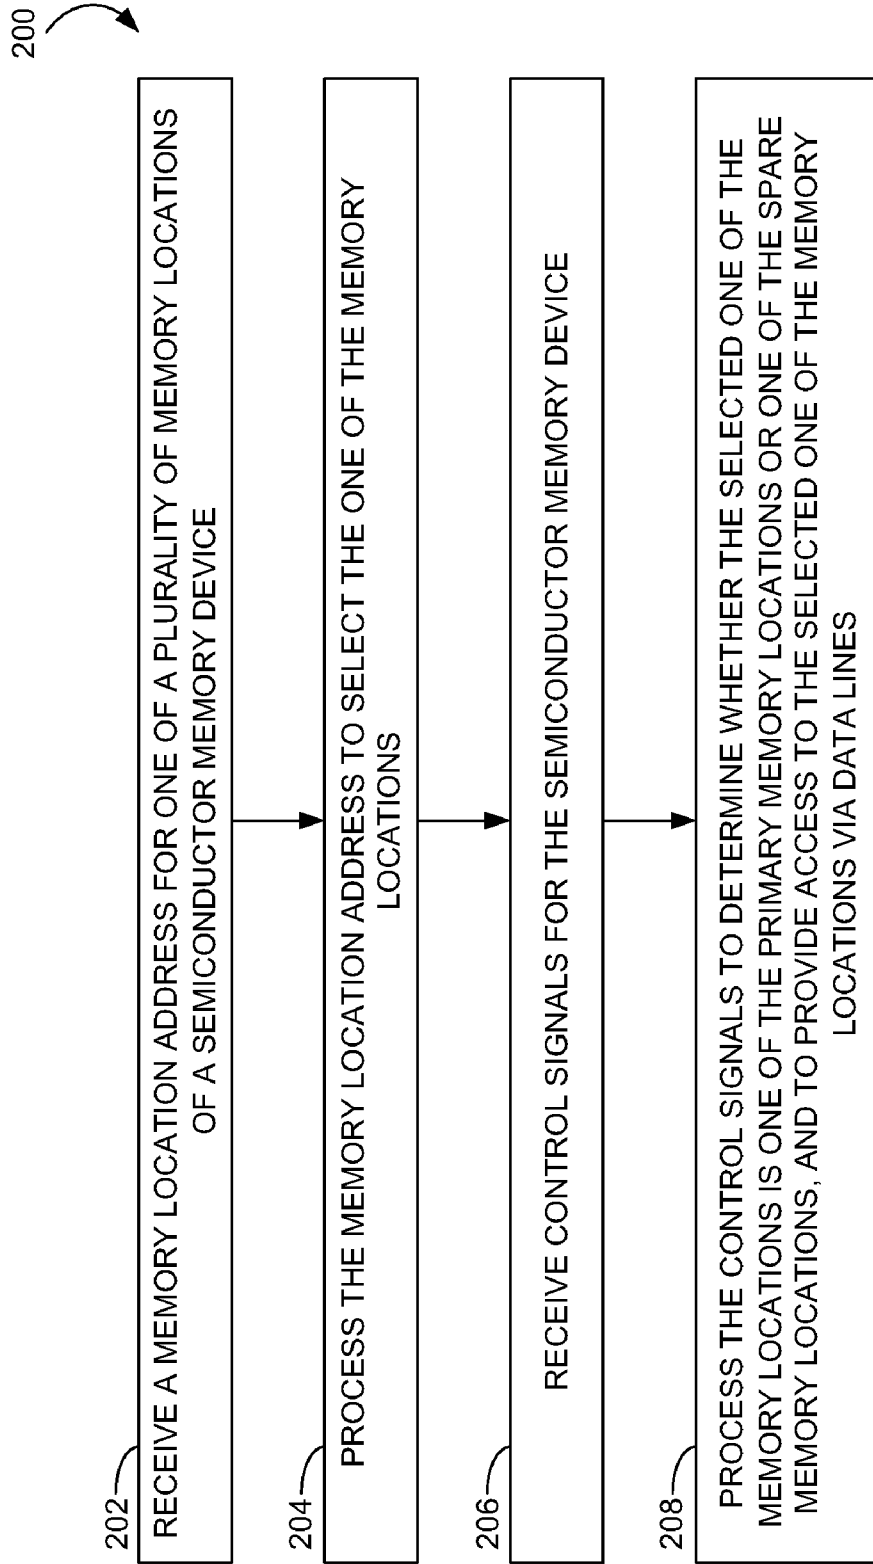 200
202
RECEIVE A MEMORY LOCATION ADDRESS FOR ONE OF A PLURALITY OF MEMORY LOCATIONS
OF A SEMICONDUCTOR MEMORY DEVICE
204
PROCESS THE MEMORY LOCATION ADDRESS TO SELECT THE ONE OF THE MEMORY
LOCATIONS
206
RECEIVE CONTROL SIGNALS FOR THE SEMICONDUCTOR MEMORY DEVICE
208
PROCESS THE CONTROL SIGNALS TO DETERMINE WHETHER THE SELECTED ONE OF THE
MEMORY LOCATIONS IS ONE OF THE PRIMARY MEMORY LOCATIONS OR ONE OF THE SPARE
MEMORY LOCATIONS, AND TO PROVIDE ACCESS TO THE SELECTED ONE OF THE MEMORY
LOCATIONS VIA DATA LINES